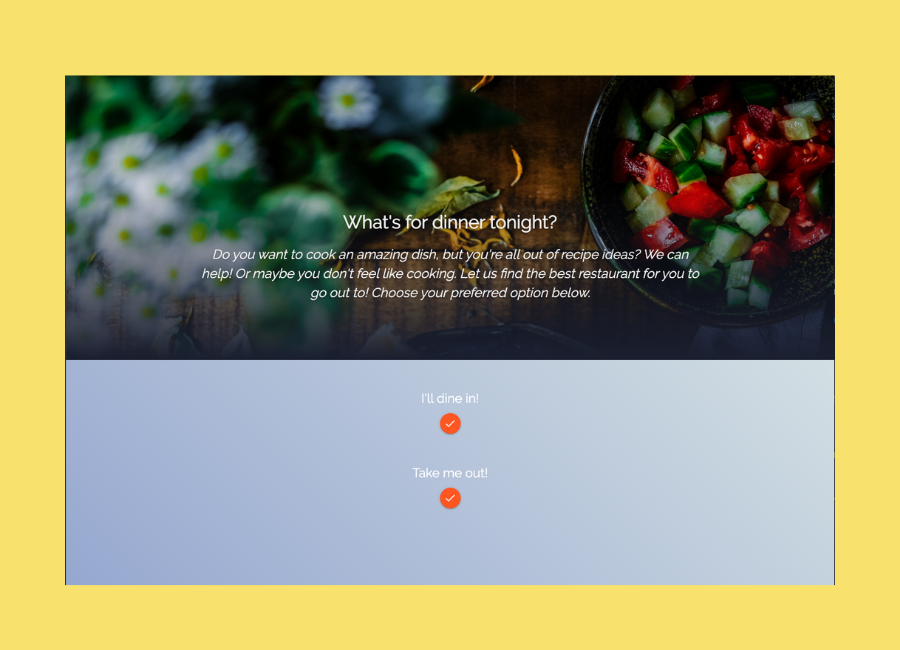 What's for dinner tonight?
Do you want to cook an amazing dish, but you're all out of recipe ideas? We can
help! Or maybe you don't feel like cooking. Let us find the best restaurant for you to
go out to! Choose your preferred option below.
I'll dine in!
Take me out!